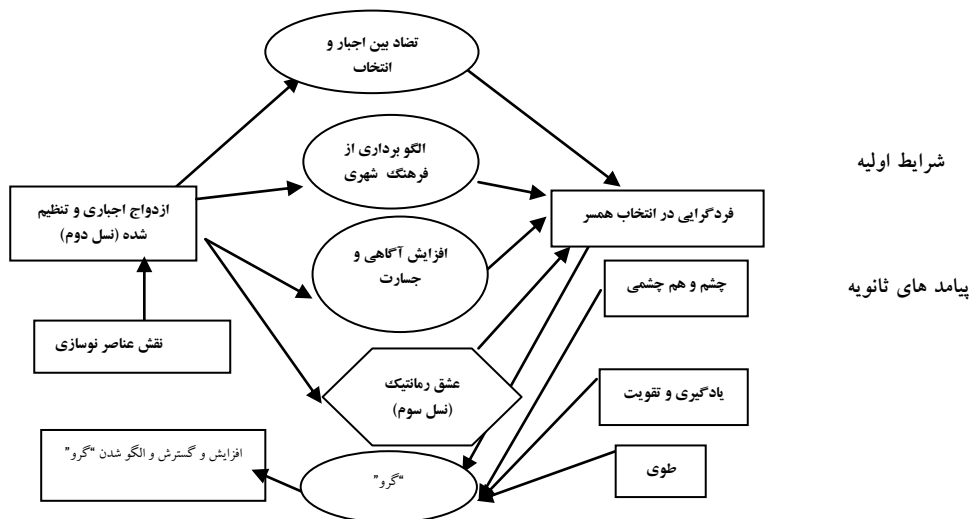 تضاد بین اجبار و
انتخاب
الگو برداری از
فرهنگ شهری
شرایط اولیه
ازدواج اجباری و تنظیم
شده (نسل دوم)
فردگرایی در انتخاب همسر
افزایش آگاهی و
جسارت
چشم و هم چشمی
پیامد های ثانویه
نقش عناصر نوسازی
عشق رمانتیک
(نسل سوم)
یادگیری و تقویت
افزایش و گسترش و الگو شدن "گرو"
"گرو"
طوی